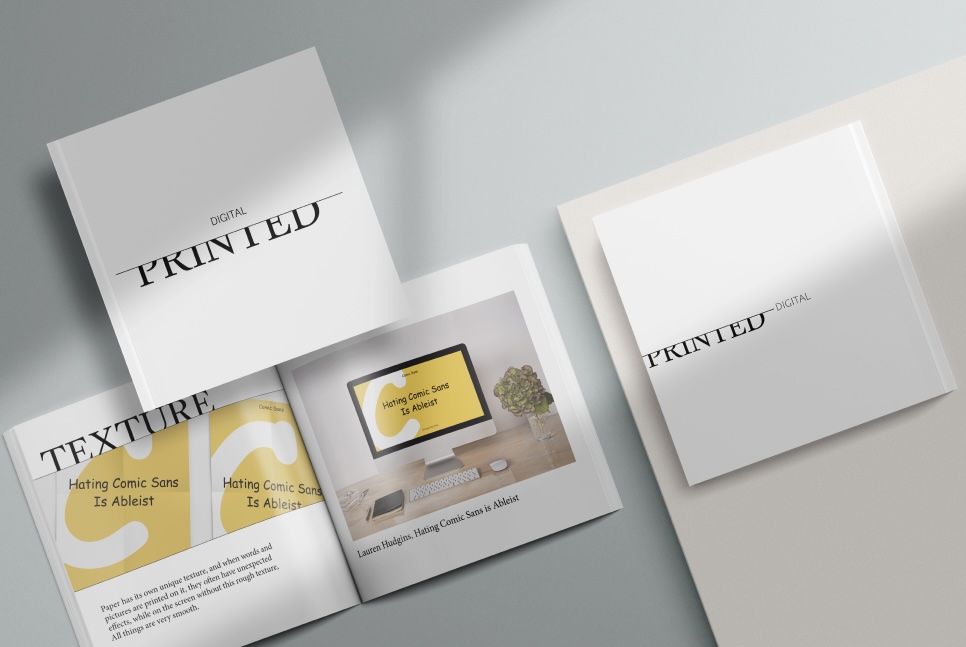 DIGITAL
PRINTED
PRINTED DIGITAL
TEXTURE
Comic Sans
Hating Comic Sans
Is Ableist
Hating Comic Sans
Is Ableist
Paper has its own unique texture, and when words and
pictures are printed on it, they often have unexpected
effects, while on the screen without this rough texture,
All things are very smooth.
Hating Comic Sans
Is Ableist
Lauren Hudgins, Hating Comic Sans is Ableist